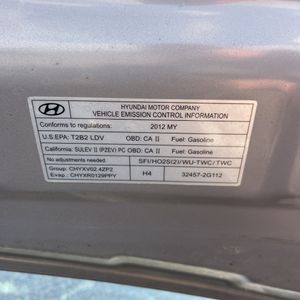 HYUNDAI MOTOR COMPANY
VEHICLE EMISSION CONTROL INFORMATION
Conforms to regulations: 2012 MY
U.S.EPA: T2B2 LDV OBD: CA II Fuel: Gasoline
California: SULEV II (PZEV) PC OBD: CA II Fuel: Gasoline
No adjustments needed. SFI/HO2S(2)/WU-TWC/TWC
Group: CHYXV02.4ZP2
Evap.: CHYXR0129PPY H4 32457-2G112